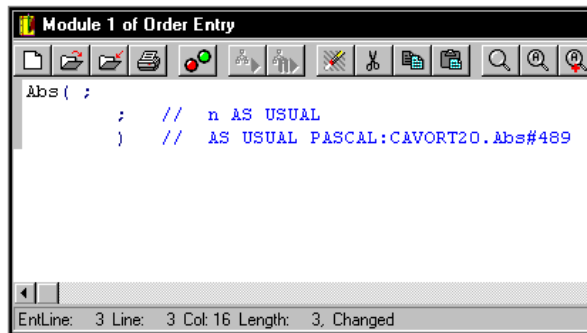 Module 1 of Order Entry
Abs( ;
; // n AS USUAL
) // AS USUAL PASCAL:CAVORT20.Abs#489
EntLine: 3 Line: 3 Col: 16 Length: 3, Changed